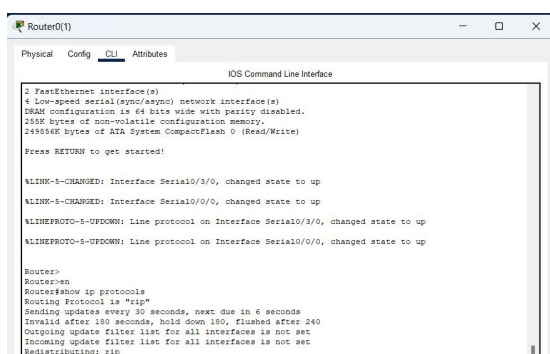 Router0(1)
Physical Config CLI Attributes
IOS Command Line Interface
2 FastEthernet interface(s)
4 Low-speed serial(sync/async) network interface(s)
DRAM configuration is 64 bits wide with parity disabled.
255K bytes of non-volatile configuration memory.
249856K bytes of ATA System CompactFlash 0 (Read/Write)
Press RETURN to get started!
%LINK-5-CHANGED: Interface Serial0/3/0, changed state to up
%LINK-5-CHANGED: Interface Serial0/0/0, changed state to up
%LINEPROTO-5-UPDOWN: Line protocol on Interface Serial0/3/0, changed state to up
%LINEPROTO-5-UPDOWN: Line protocol on Interface Serial0/0/0, changed state to up
Router>
Router>en
Router#show ip protocols
Routing Protocol is "rip"
Sending updates every 30 seconds, next due in 6 seconds
Invalid after 180 seconds, hold down 180, flushed after 240
Outgoing update filter list for all interfaces is not set
Incoming update filter list for all interfaces is not set
Redistributing: rip